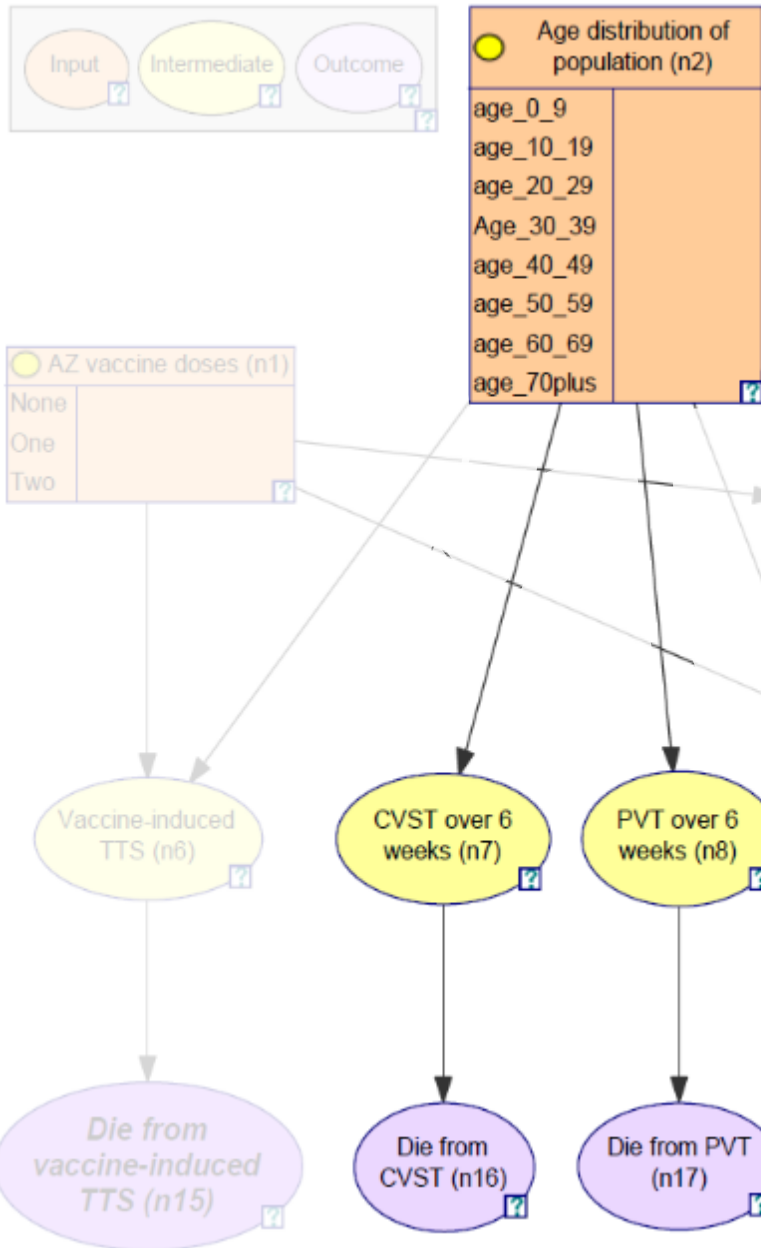 Input
Intermediate
Outcome
?
?
?
?
Age distribution of
population (n2)
age_0_9
age_10_19
age_20_29
Age_30_39
age_40_49
age_50_59
age_60_69
age_70plus
?
AZ vaccine doses (n1)
None
One
Two
?
Vaccine-induced
TTS (n6)
?
CVST over 6
weeks (n7)
?
PVT over 6
weeks (n8)
?
Die from
vaccine-induced
TTS (n15)
?
Die from
CVST (n16)
?
Die from PVT
(n17)
?